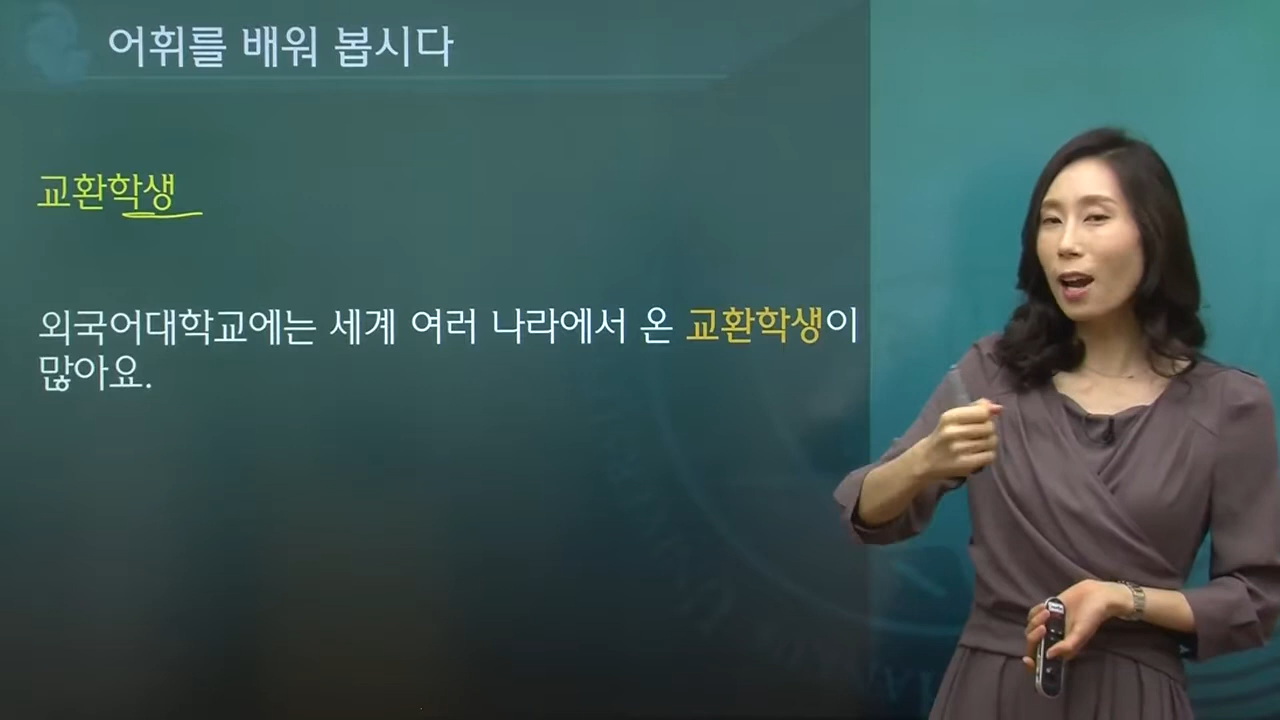 어휘를 배워 봅시다
교환학생
외국어대학교에는 세계 여러 나라에서 온 교환학생이
많아요.